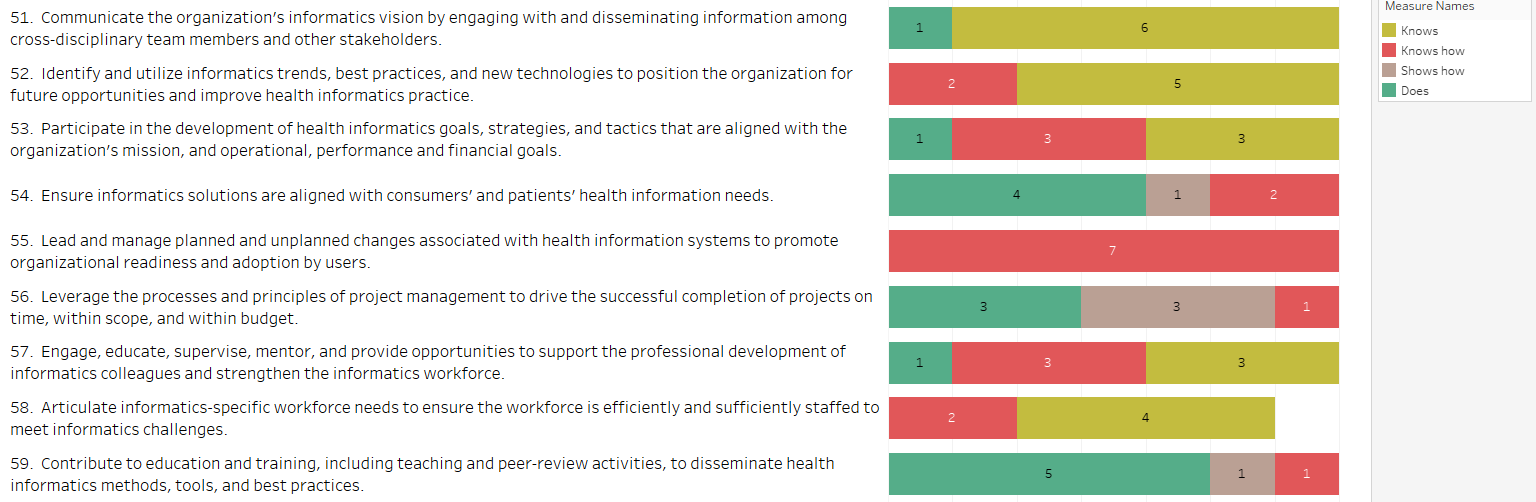 51.  Communicate the organization’s informatics vision by engaging with and disseminating information among
cross-disciplinary team members and other stakeholders.
1 6
52.  Identify and utilize informatics trends, best practices, and new technologies to position the organization for
future opportunities and improve health informatics practice.
2 5
53.  Participate in the development of health informatics goals, strategies, and tactics that are aligned with the
organization’s mission, and operational, performance and financial goals.
1 3 3
54.  Ensure informatics solutions are aligned with consumers’ and patients’ health information needs.
4 1 2
55.  Lead and manage planned and unplanned changes associated with health information systems to promote
organizational readiness and adoption by users.
7
56.  Leverage the processes and principles of project management to drive the successful completion of projects on
time, within scope, and within budget.
3 3 1
57.  Engage, educate, supervise, mentor, and provide opportunities to support the professional development of
informatics colleagues and strengthen the informatics workforce.
1 3 3
58.  Articulate informatics-specific workforce needs to ensure the workforce is efficiently and sufficiently staffed to
meet informatics challenges.
2 4
59.  Contribute to education and training, including teaching and peer-review activities, to disseminate health
informatics methods, tools, and best practices.
5 1 1
Measure Names
Knows
Knows how
Shows how
Does